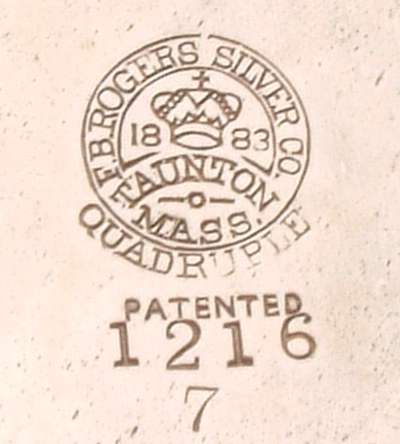 F.B.ROGERS SILVER CO.
18 83
TAUNTON
MASS.
QUADRUPLE
PATENTED
1216
7